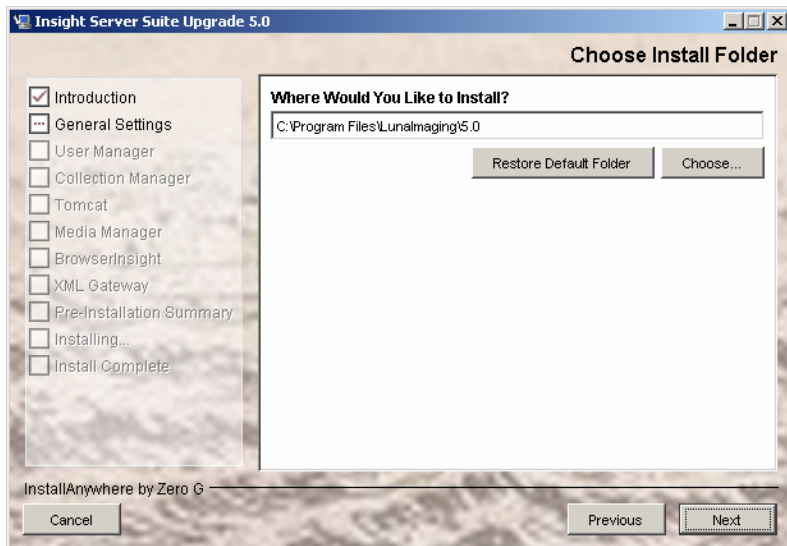 Insight Server Suite Upgrade 5.0
Choose Install Folder
Introduction
General Settings
User Manager
Collection Manager
Tomcat
Media Manager
BrowserInsight
XML Gateway
Pre-Installation Summary
Installing...
Install Complete
Where Would You Like to Install?
C:\Program Files\LunaImaging\5.0
Restore Default Folder
Choose...
InstallAnywhere by Zero G
Cancel
Previous
Next